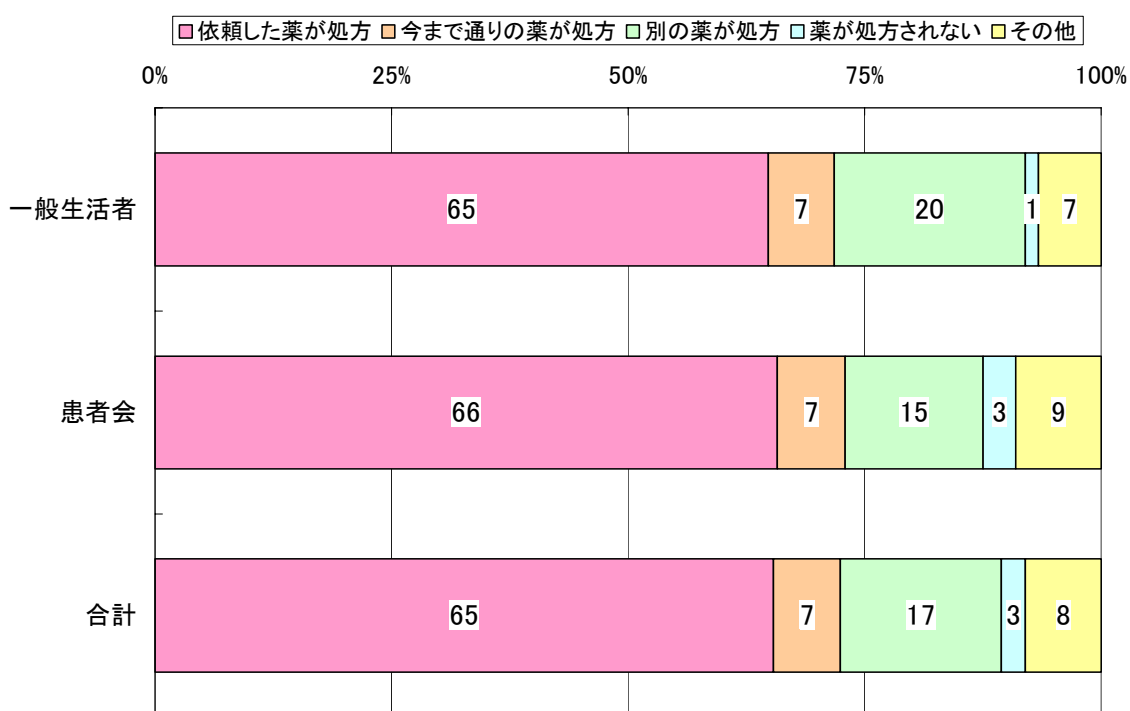 依頼した薬が処方 今まで通りの薬が処方 別の薬が処方 薬が処方されない その他
0% 25% 50% 75% 100%
一般生活者 65 7 20 1 7
患者会 66 7 15 3 9
合計 65 7 17 3 8